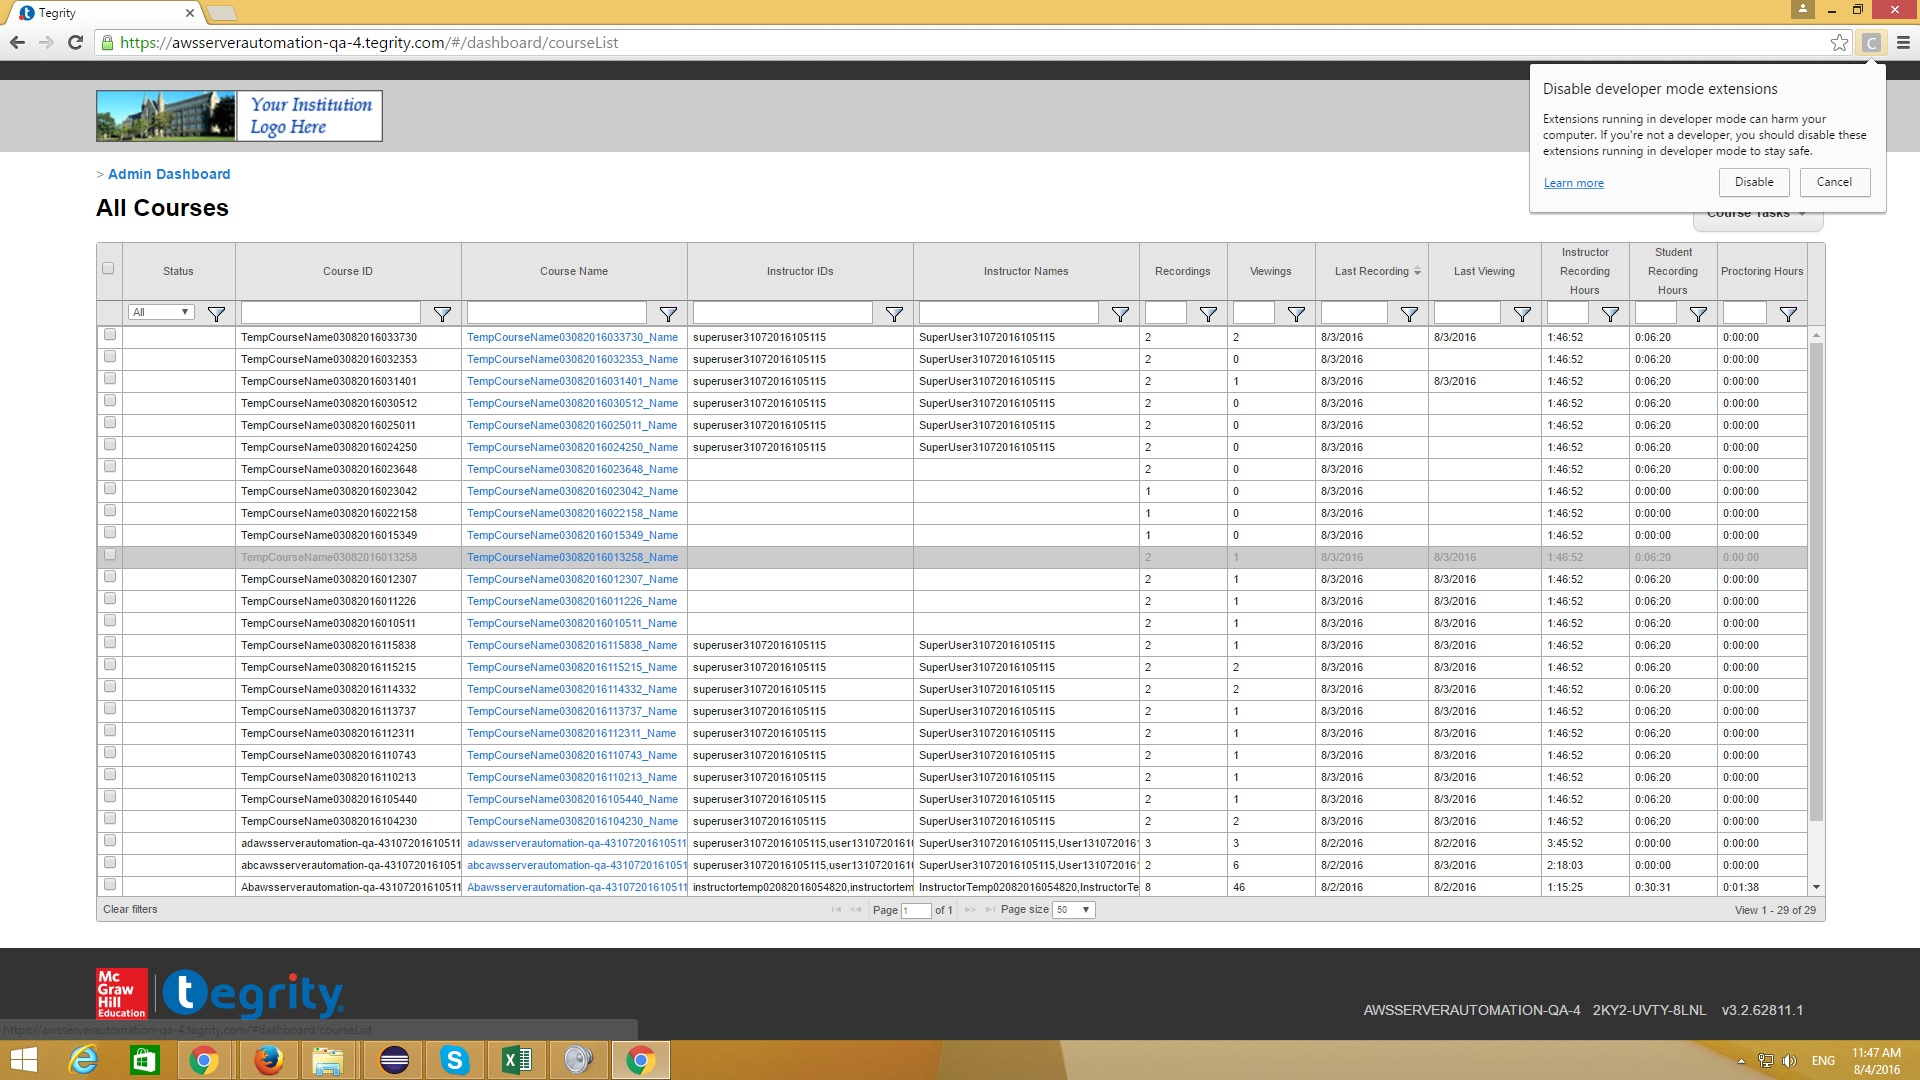 Tegrity
https://awsserverautomation-qa-4.tegrity.com/#/dashboard/courseList
Disable developer mode extensions
Extensions running in developer mode can harm your
computer. If you're not a developer, you should disable these
extensions running in developer mode to stay safe.
Learn more Disable Cancel
Your Institution
Logo Here
> Admin Dashboard
All Courses
Course Tasks
Status Course ID Course Name Instructor IDs Instructor Names Recordings Viewings Last Recording Last Viewing Instructor Recording Hours Student Recording Hours Proctoring Hours
All
TempCourseName03082016033730 TempCourseName03082016033730_Name superuser31072016105115 SuperUser31072016105115 2 2 8/3/2016 8/3/2016 1:46:52 0:06:20 0:00:00
TempCourseName03082016032353 TempCourseName03082016032353_Name superuser31072016105115 SuperUser31072016105115 2 0 8/3/2016 1:46:52 0:06:20 0:00:00
TempCourseName03082016031401 TempCourseName03082016031401_Name superuser31072016105115 SuperUser31072016105115 2 1 8/3/2016 8/3/2016 1:46:52 0:06:20 0:00:00
TempCourseName03082016030512 TempCourseName03082016030512_Name superuser31072016105115 SuperUser31072016105115 2 0 8/3/2016 1:46:52 0:06:20 0:00:00
TempCourseName03082016025011 TempCourseName03082016025011_Name superuser31072016105115 SuperUser31072016105115 2 0 8/3/2016 1:46:52 0:06:20 0:00:00
TempCourseName03082016024250 TempCourseName03082016024250_Name superuser31072016105115 SuperUser31072016105115 2 0 8/3/2016 1:46:52 0:06:20 0:00:00
TempCourseName03082016023648 TempCourseName03082016023648_Name 2 0 8/3/2016 1:46:52 0:06:20 0:00:00
TempCourseName03082016023042 TempCourseName03082016023042_Name 1 0 8/3/2016 1:46:52 0:00:00 0:00:00
TempCourseName03082016022158 TempCourseName03082016022158_Name 1 0 8/3/2016 1:46:52 0:00:00 0:00:00
TempCourseName03082016015349 TempCourseName03082016015349_Name 1 0 8/3/2016 1:46:52 0:00:00 0:00:00
TempCourseName03082016013258 TempCourseName03082016013258_Name 2 1 8/3/2016 8/3/2016 1:46:52 0:06:20 0:00:00
TempCourseName03082016012307 TempCourseName03082016012307_Name 2 1 8/3/2016 8/3/2016 1:46:52 0:06:20 0:00:00
TempCourseName03082016011226 TempCourseName03082016011226_Name 2 1 8/3/2016 8/3/2016 1:46:52 0:06:20 0:00:00
TempCourseName03082016010511 TempCourseName03082016010511_Name 2 1 8/3/2016 8/3/2016 1:46:52 0:06:20 0:00:00
TempCourseName03082016115838 TempCourseName03082016115838_Name superuser31072016105115 SuperUser31072016105115 2 1 8/3/2016 8/3/2016 1:46:52 0:06:20 0:00:00
TempCourseName03082016115215 TempCourseName03082016115215_Name superuser31072016105115 SuperUser31072016105115 2 2 8/3/2016 8/3/2016 1:46:52 0:06:20 0:00:00
TempCourseName03082016114332 TempCourseName03082016114332_Name superuser31072016105115 SuperUser31072016105115 2 2 8/3/2016 8/3/2016 1:46:52 0:06:20 0:00:00
TempCourseName03082016113737 TempCourseName03082016113737_Name superuser31072016105115 SuperUser31072016105115 2 1 8/3/2016 8/3/2016 1:46:52 0:06:20 0:00:00
TempCourseName03082016112311 TempCourseName03082016112311_Name superuser31072016105115 SuperUser31072016105115 2 1 8/3/2016 8/3/2016 1:46:52 0:06:20 0:00:00
TempCourseName03082016110743 TempCourseName03082016110743_Name superuser31072016105115 SuperUser31072016105115 2 1 8/3/2016 8/3/2016 1:46:52 0:06:20 0:00:00
TempCourseName03082016110213 TempCourseName03082016110213_Name superuser31072016105115 SuperUser31072016105115 2 1 8/3/2016 8/3/2016 1:46:52 0:06:20 0:00:00
TempCourseName03082016105440 TempCourseName03082016105440_Name superuser31072016105115 SuperUser31072016105115 2 1 8/3/2016 8/3/2016 1:46:52 0:06:20 0:00:00
TempCourseName03082016104230 TempCourseName03082016104230_Name superuser31072016105115 SuperUser31072016105115 2 2 8/3/2016 8/3/2016 1:46:52 0:06:20 0:00:00
adawsserverautomation-qa-43107201610511 adawsserverautomation-qa-43107201610511 superuser31072016105115,user131072016 SuperUser31072016105115,User131072016 3 3 8/2/2016 8/2/2016 3:45:52 0:00:00 0:00:00
abcawsserverautomation-qa-4310720161051 abcawsserverautomation-qa-4310720161051 superuser31072016105115,user131072016 SuperUser31072016105115,User131072016 2 6 8/2/2016 8/3/2016 2:18:03 0:00:00 0:00:00
Abawsserverautomation-qa-43107201610511 Abawsserverautomation-qa-43107201610511 instructortemp02082016054820,instructortem InstructorTemp02082016054820,InstructorTe 8 46 8/2/2016 8/2/2016 1:15:25 0:30:31 0:01:38
Clear filters Page 1 of 1 Page size 50 View 1 - 29 of 29
Mc
Graw
Hill
Education
tegrity
AWSSERVERAUTOMATION-QA-4 2KY2-UVTY-8LNL v3.2.62811.1
https://awsserverautomation-qa-4.tegrity.com/#dashboard/courseList
ENG 11:47 AM
8/4/2016